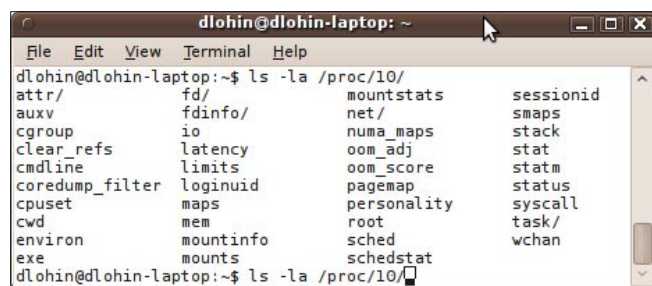 dlohin@dlohin-laptop: ~
File Edit View Terminal Help
dlohin@dlohin-laptop:~$ ls -la /proc/10/
attr/ fd/ mountstats sessionid
auxv fdinfo/ net/ smaps
cgroup io numa_maps stack
clear_refs latency oom_adj stat
cmdline limits oom_score statm
coredump_filter loginuid pagemap status
cpuset maps personality syscall
cwd mem root task/
environ mountinfo sched wchan
exe mounts schedstat
dlohin@dlohin-laptop:~$ ls -la /proc/10/